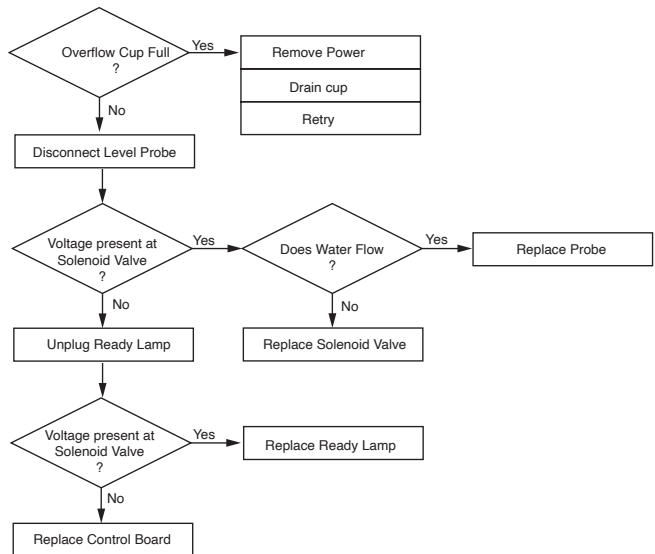 Overflow Cup Full
?
Yes
Remove Power
Drain cup
Retry
No
Disconnect Level Probe
Voltage present at
Solenoid Valve
?
Yes
Does Water Flow
?
Yes
Replace Probe
No
No
Unplug Ready Lamp
Replace Solenoid Valve
Voltage present at
Solenoid Valve
?
Yes
Replace Ready Lamp
No
Replace Control Board